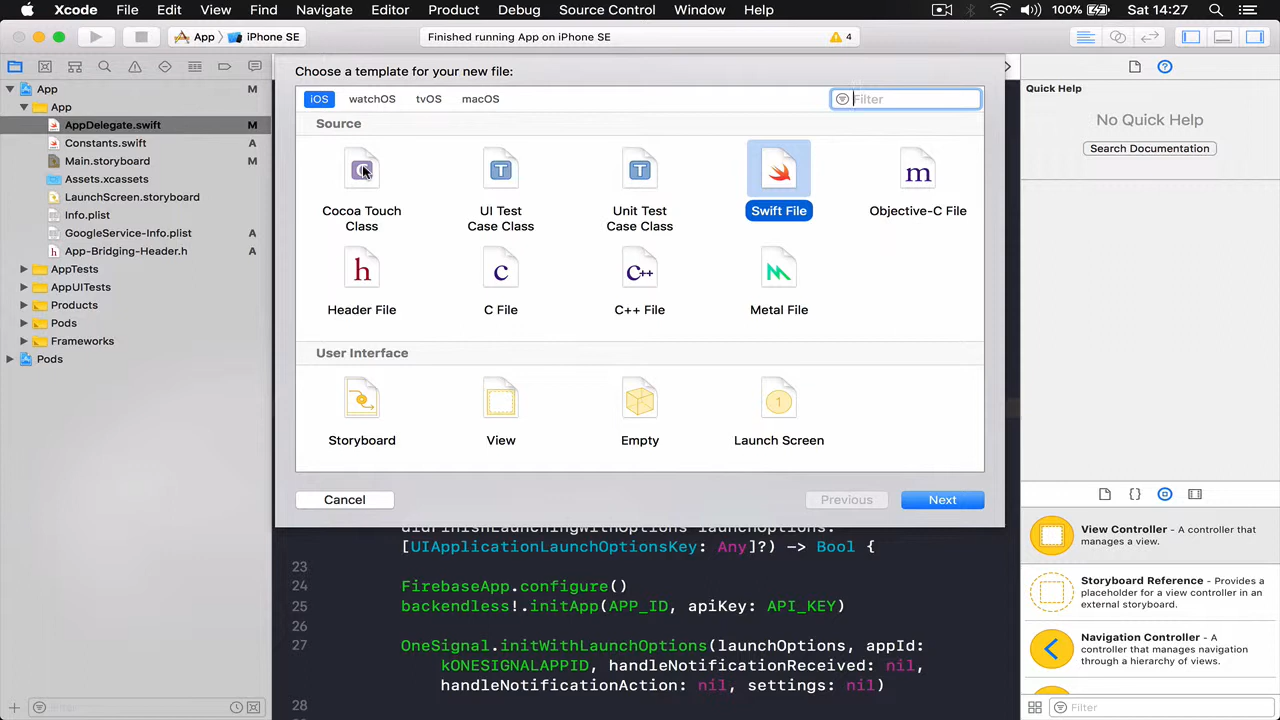 Xcode File Edit View Find Navigate Editor Product Debug Source Control Window Help 100% Sat 14:27
App iPhone SE Finished running App on iPhone SE 4
Choose a template for your new file:
iOS watchOS tvOS macOS Filter
Source
C T T m
Cocoa Touch Class
UI Test Case Class
Unit Test Case Class
Swift File
Objective-C File
h c C++
Header File
C File
C++ File
Metal File
User Interface
1
Storyboard
View
Empty
Launch Screen
Cancel Previous Next
App M
App
AppDelegate.swift M
Constants.swift A
Main.storyboard M
Assets.xcassets
LaunchScreen.storyboard
Info.plist
GoogleService-Info.plist A
h App-Bridging-Header.h A
AppTests
AppUITests
Products
Pods
Frameworks
Pods
Filter
didFinishLaunchingWithOptions launchOptions:
[UIApplicationLaunchOptionsKey: Any]?) -> Bool {
23
24 FirebaseApp.configure()
25 backendless!.initApp(APP_ID, apiKey: API_KEY)
26
27 OneSignal.initWithLaunchOptions(launchOptions, appId:
kONESIGNALAPPID, handleNotificationReceived: nil,
handleNotificationAction: nil, settings: nil)
28
Quick Help
No Quick Help
Search Documentation
{}
View Controller - A controller that
manages a view.
Storyboard Reference - Provides a
placeholder for a view controller in an
external storyboard.
Navigation Controller - A
controller that manages navigation
through a hierarchy of views.
Filter